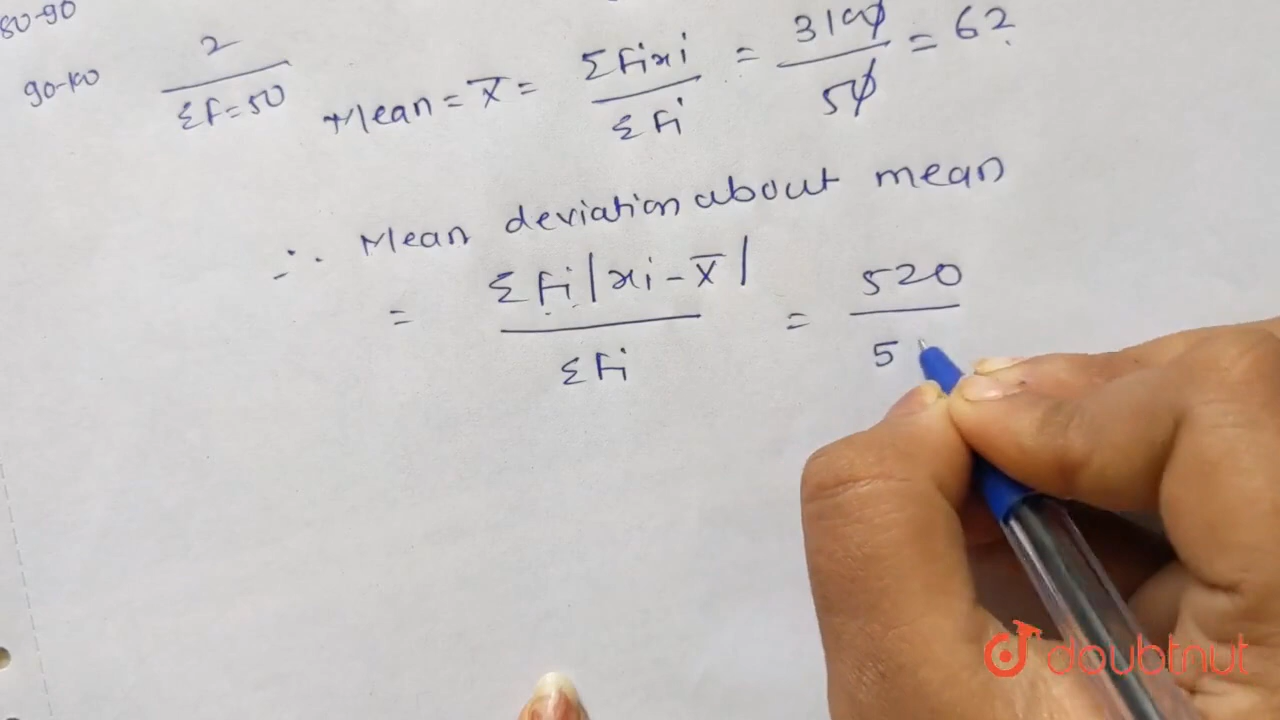 80-90
90-100
2
Σf=50
Mean = x̄ = Σfixi / Σfi = 3100 / 50 = 62
∴ Mean deviation about mean
= Σfi|xi-x̄| / Σfi = 520 / 5
doubtnut